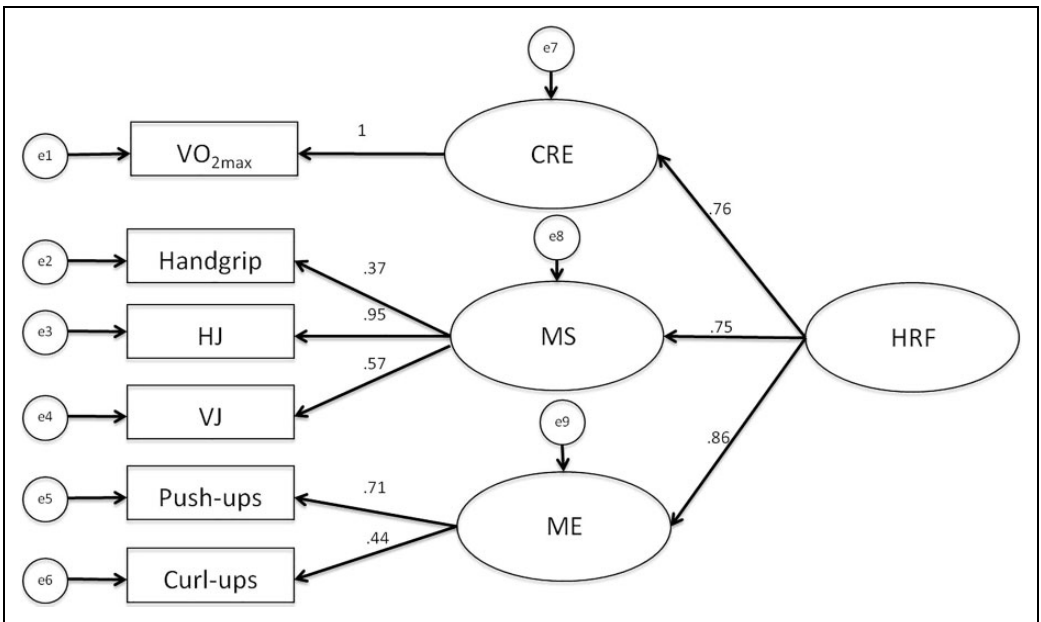 e7
e1
VO2max
1
CRE
.76
e8
e2
Handgrip
.37
e3
HJ
.95
MS
.75
HRF
.57
e4
VJ
e9
.86
e5
Push-ups
.71
ME
.44
e6
Curl-ups